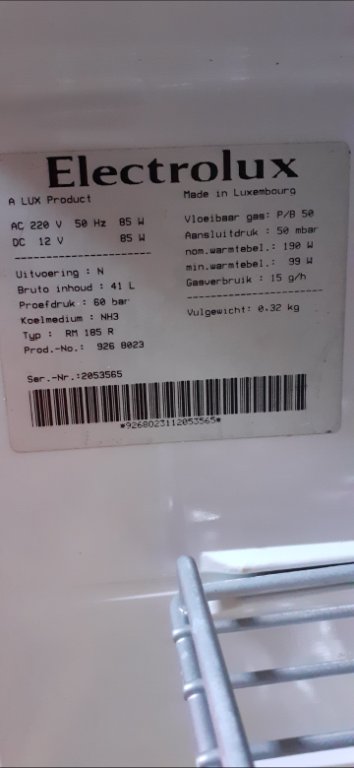 Electrolux
A LUX Product
Made in Luxembourg
AC 220 V 50 Hz 85 W
DC 12 V 85 W
Uitvoering : N
Bruto inhoud : 41 L
Proefdruk : 60 bar
Koelmedium : NH3
Typ : RM 185 R
Prod.-No.: 926 8023
Vloeibaar gas: P/B 50
Aansluitdruk : 50 mbar
nom.warmtebel.: 190 W
min.warmtebel.: 99 W
Gasverbruik : 15 g/h
Vulgewicht: 0.32 kg
Ser.-Nr.:2053565
*9268023112053565*